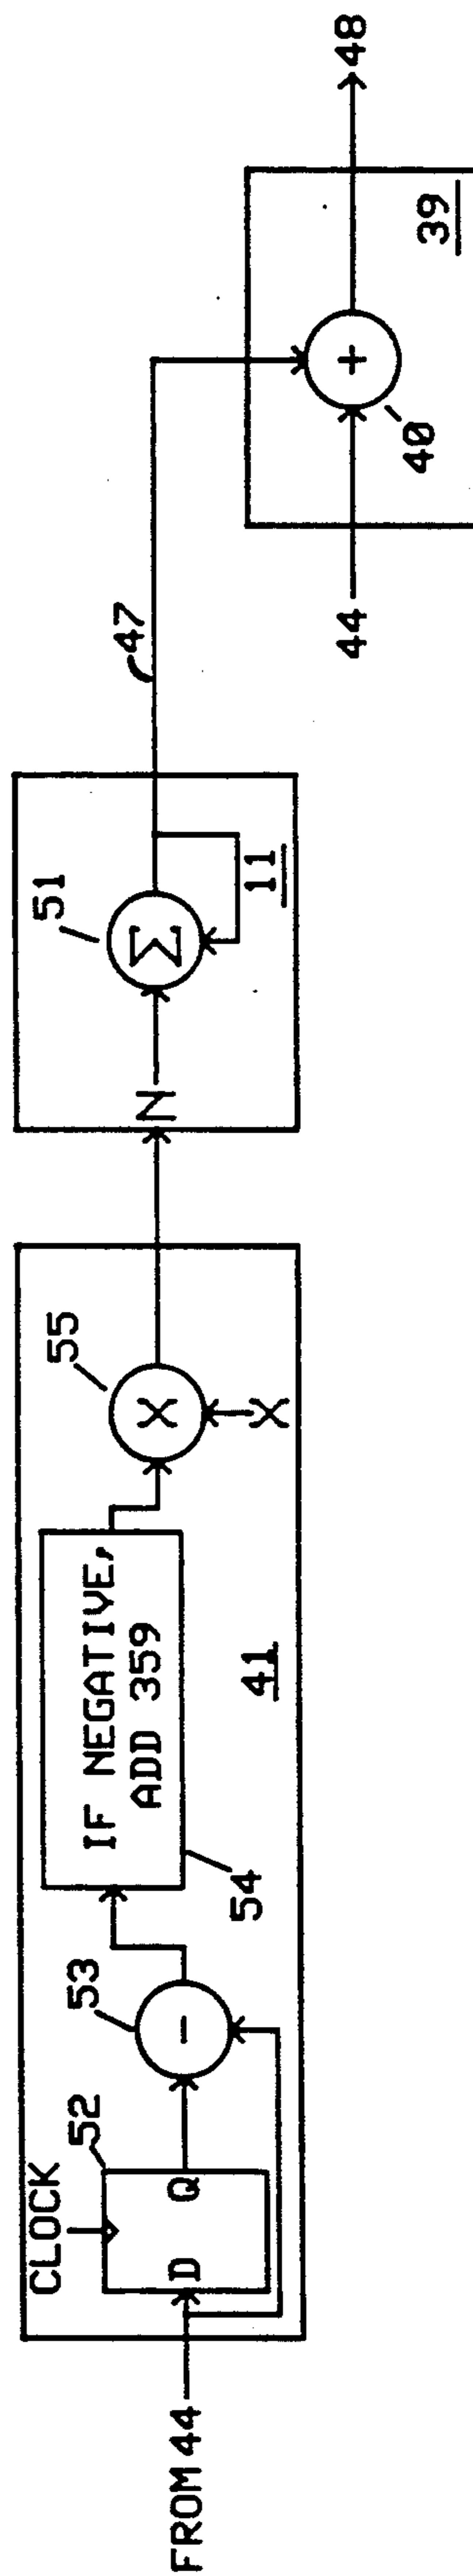 FROM 44
CLOCK
52
D Q
53
-
IF NEGATIVE,
ADD 359
54
55
X
X
41
N
51
Σ
11
47
44
+
40
39
48